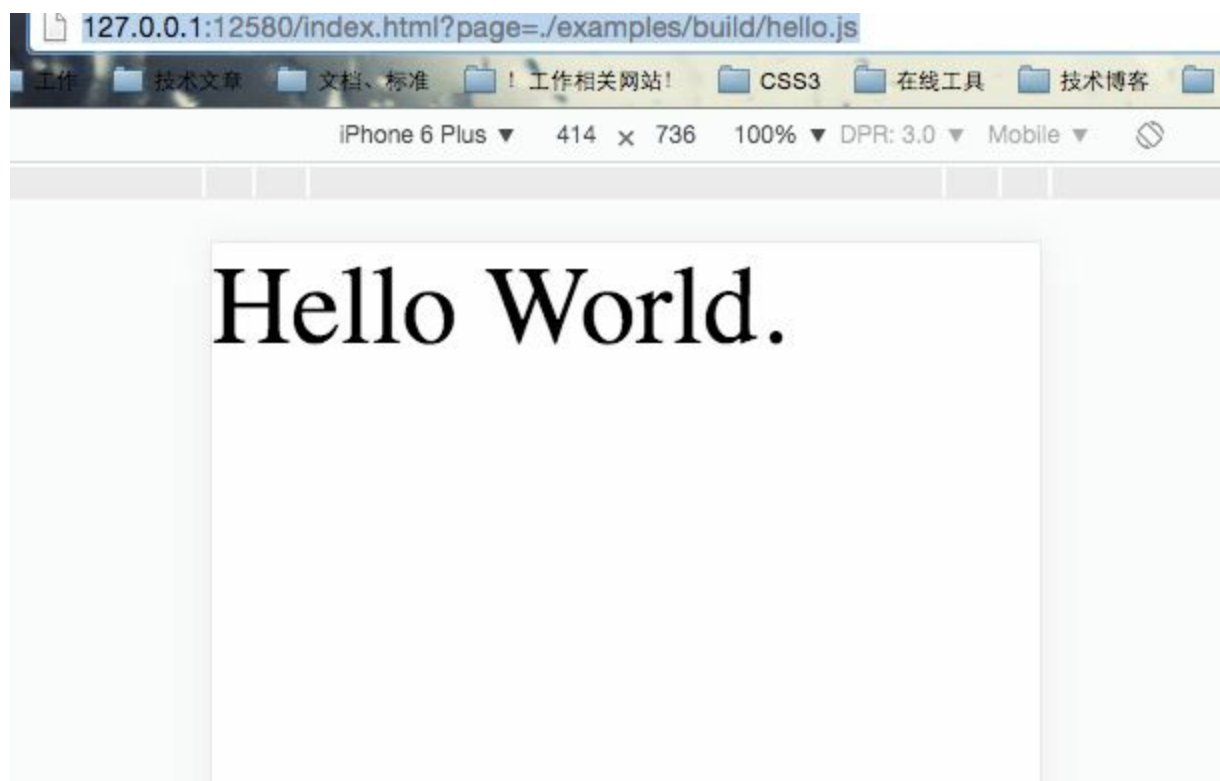 127.0.0.1:12580/index.html?page=./examples/build/hello.js
工作 技术文章 文档、标准 ！工作相关网站！ CSS3 在线工具 技术博客
iPhone 6 Plus ▼ 414 × 736 100% ▼ DPR: 3.0 ▼ Mobile ▼
Hello World.